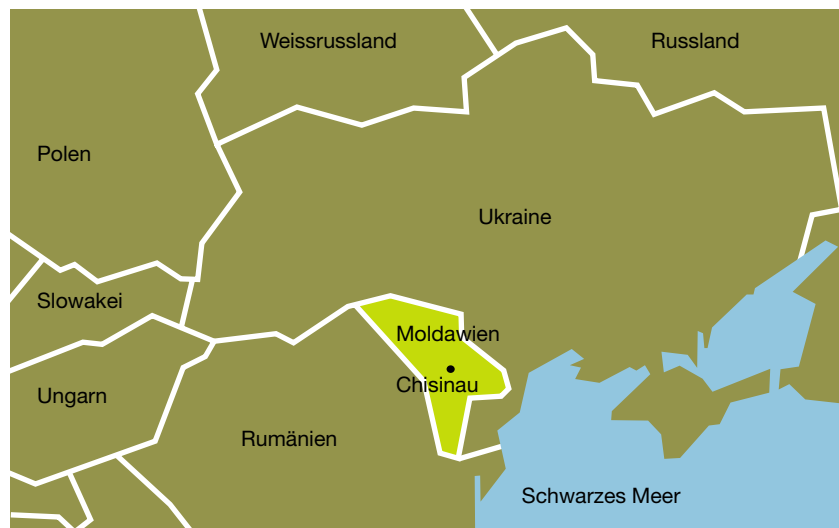 Weissrussland
Russland
Polen
Ukraine
Slowakei
Moldawien
Chisinau
Ungarn
Rumänien
Schwarzes Meer